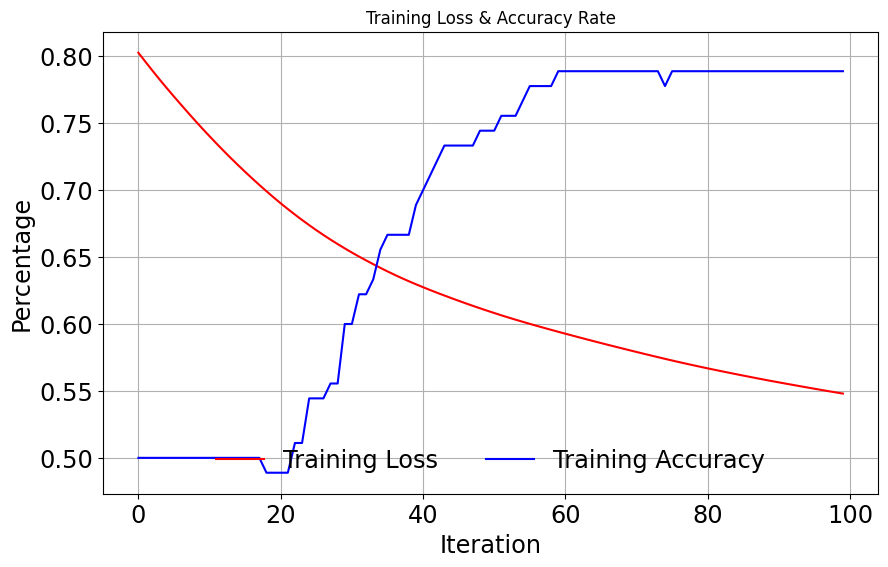 Training Loss & Accuracy Rate
0.80
0.75
0.70
0.65
0.60
0.55
0.50
Percentage
Training Loss
Training Accuracy
0 20 40 60 80 100
Iteration